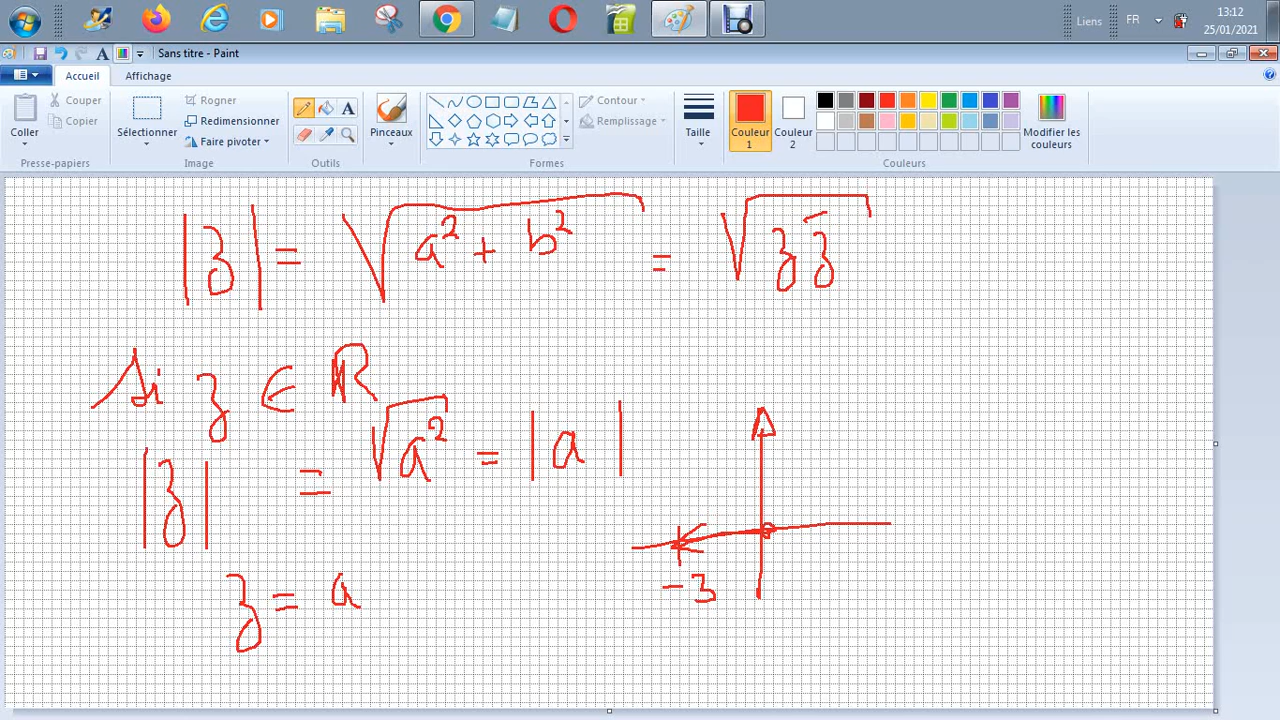 13:12
Liens FR
25/01/2021
Sans titre - Paint
Accueil Affichage
Coller
Couper
Copier
Sélectionner
Rogner
Redimensionner
Faire pivoter
A
Pinceaux
Contour
Remplissage
Taille
Couleur 1
Couleur 2
Modifier les couleurs
Presse-papiers Image Outils Formes Couleurs
|z| = √(a² + b²) = √(z z̄)
Si z ∈ ℝ
|z| = √(a²) = |a|
-3
z = a